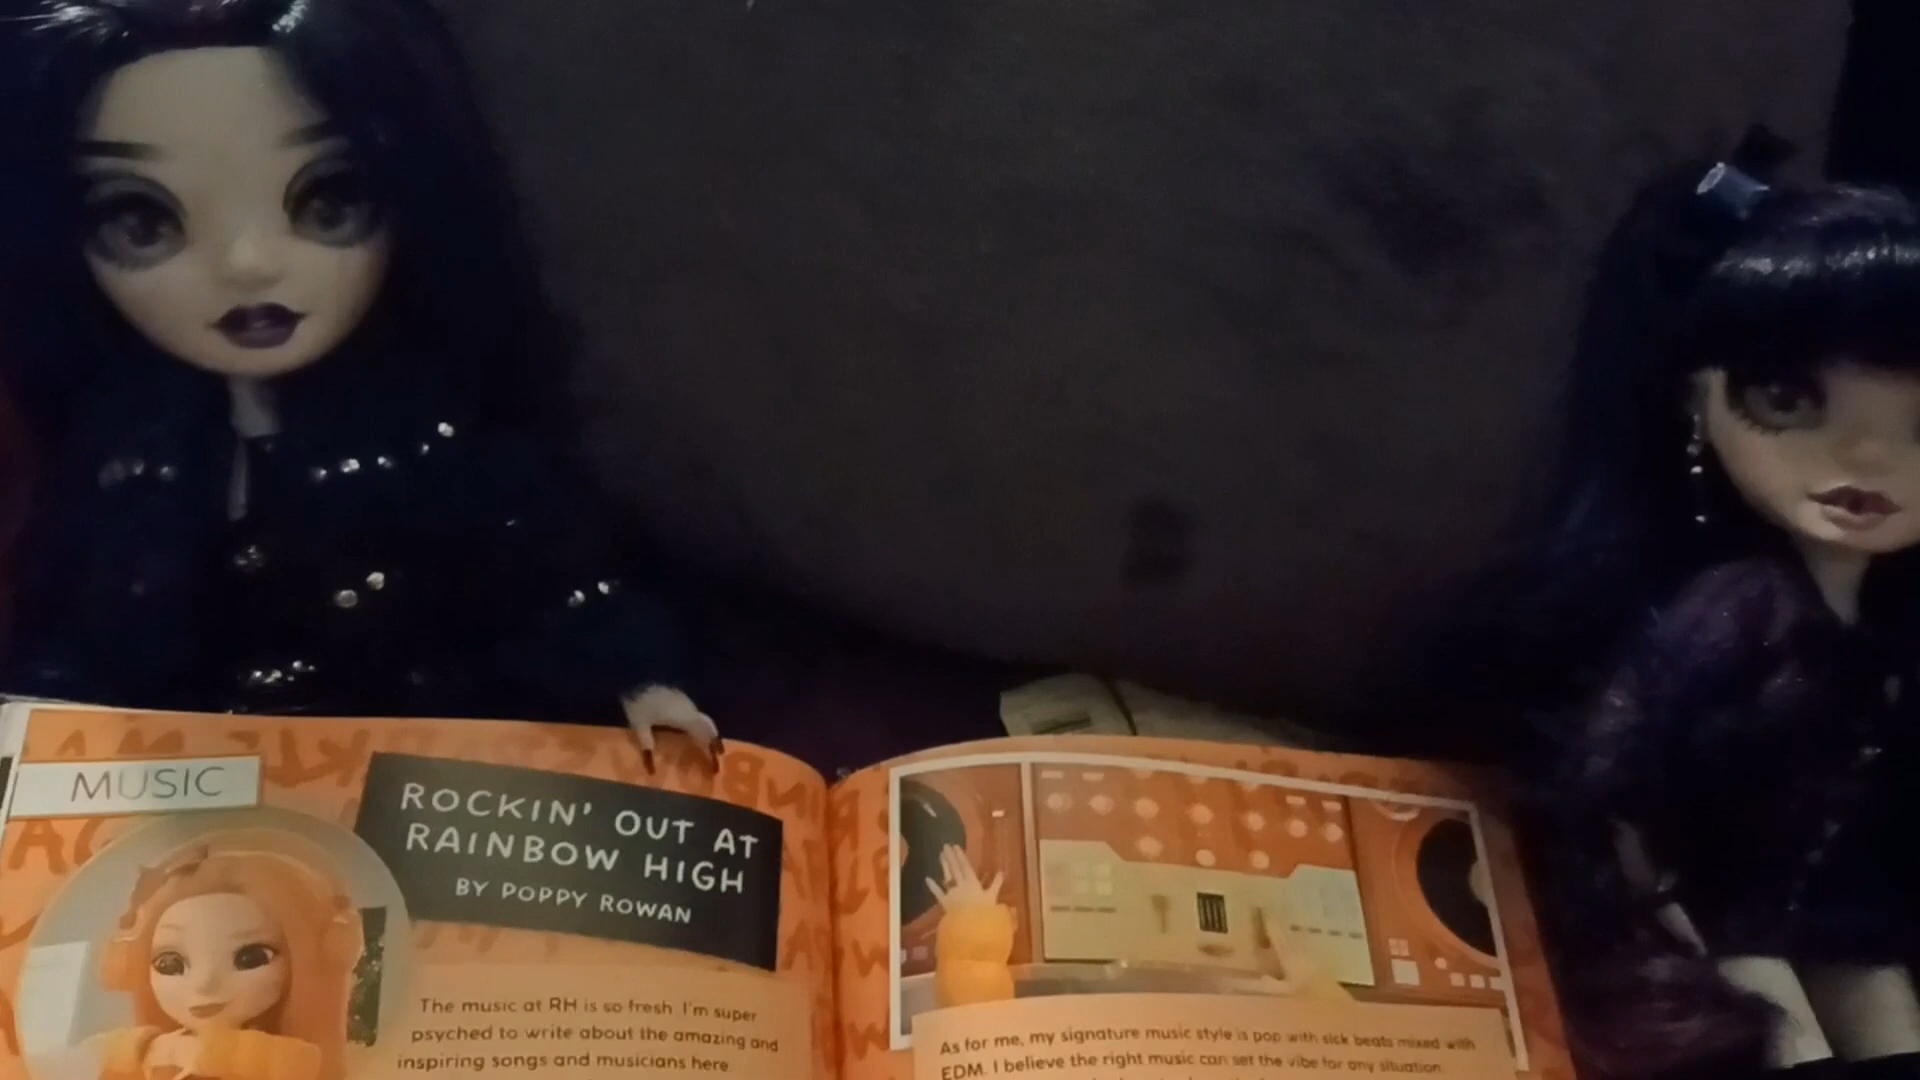 MUSIC
ROCKIN' OUT AT
RAINBOW HIGH
BY POPPY ROWAN
The music at RH is so fresh. I'm super
psyched to write about the amazing and
inspiring songs and musicians here.
As for me, my signature music style is pop with sick beats mixed with
EDM. I believe the right music can set the vibe for any situation.